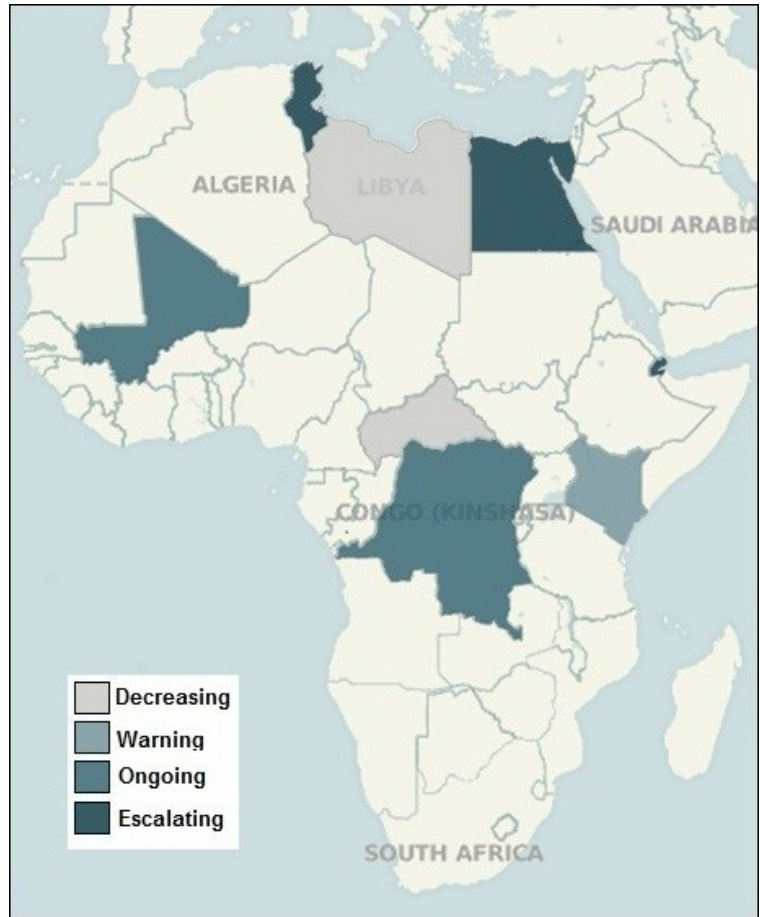 ALGERIA
LIBYA
SAUDI ARABIA
CONGO (KINSHASA)
Decreasing
Warning
Ongoing
Escalating
SOUTH AFRICA